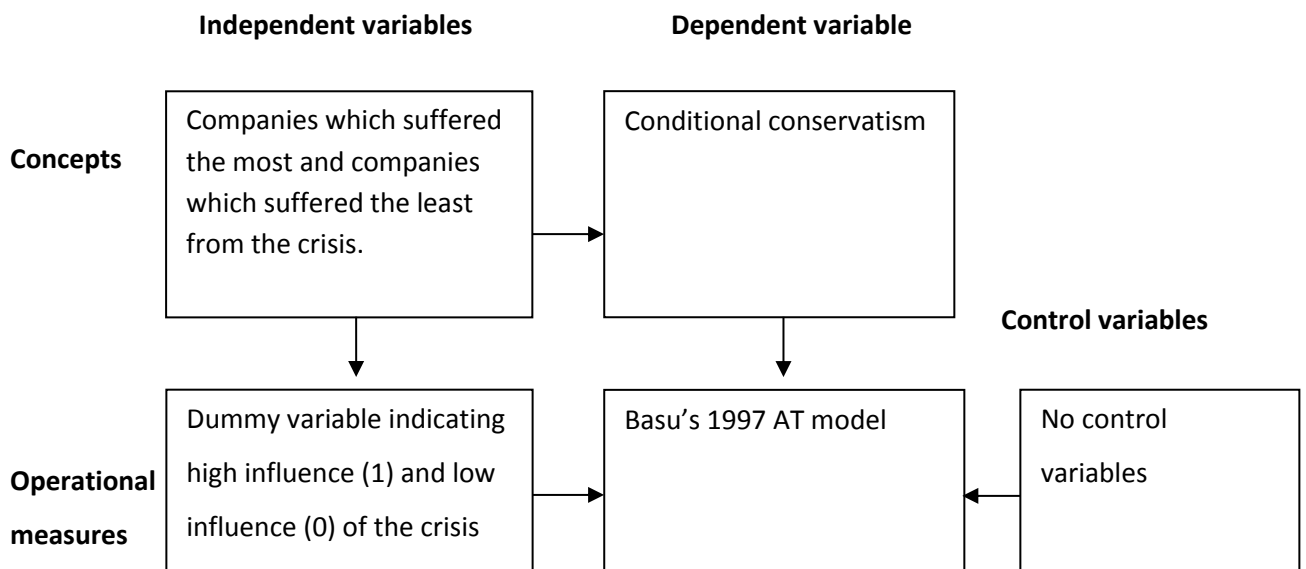 Independent variables
Dependent variable
Concepts
Companies which suffered
the most and companies
which suffered the least
from the crisis.
Conditional conservatism
Control variables
Operational
measures
Dummy variable indicating
high influence (1) and low
influence (0) of the crisis
Basu’s 1997 AT model
No control
variables